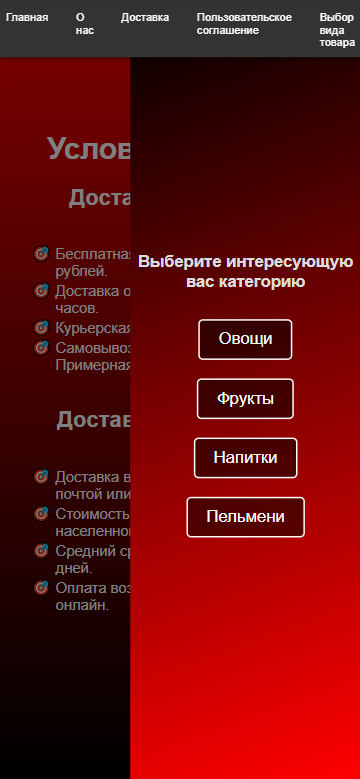 Главная
О нас
Доставка
Пользовательское соглашение
Выбор вида товара
Услов
Доста
Бесплатная
рублей.
Доставка о
часов.
Курьерская
Самовывоз
Примерная
Достав
Доставка в
почтой или
Стоимость
населенно
Средний ср
дней.
Оплата воз
онлайн.
Выберите интересующую
вас категорию
Овощи
Фрукты
Напитки
Пельмени